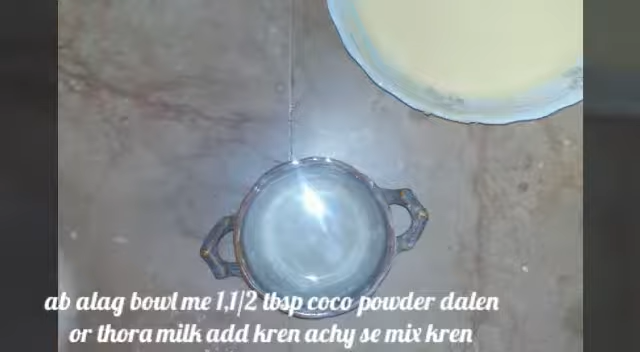 ab alag bowl me 1,1/2 tbsp coco powder dalen
or thora milk add kren achy se mix kren